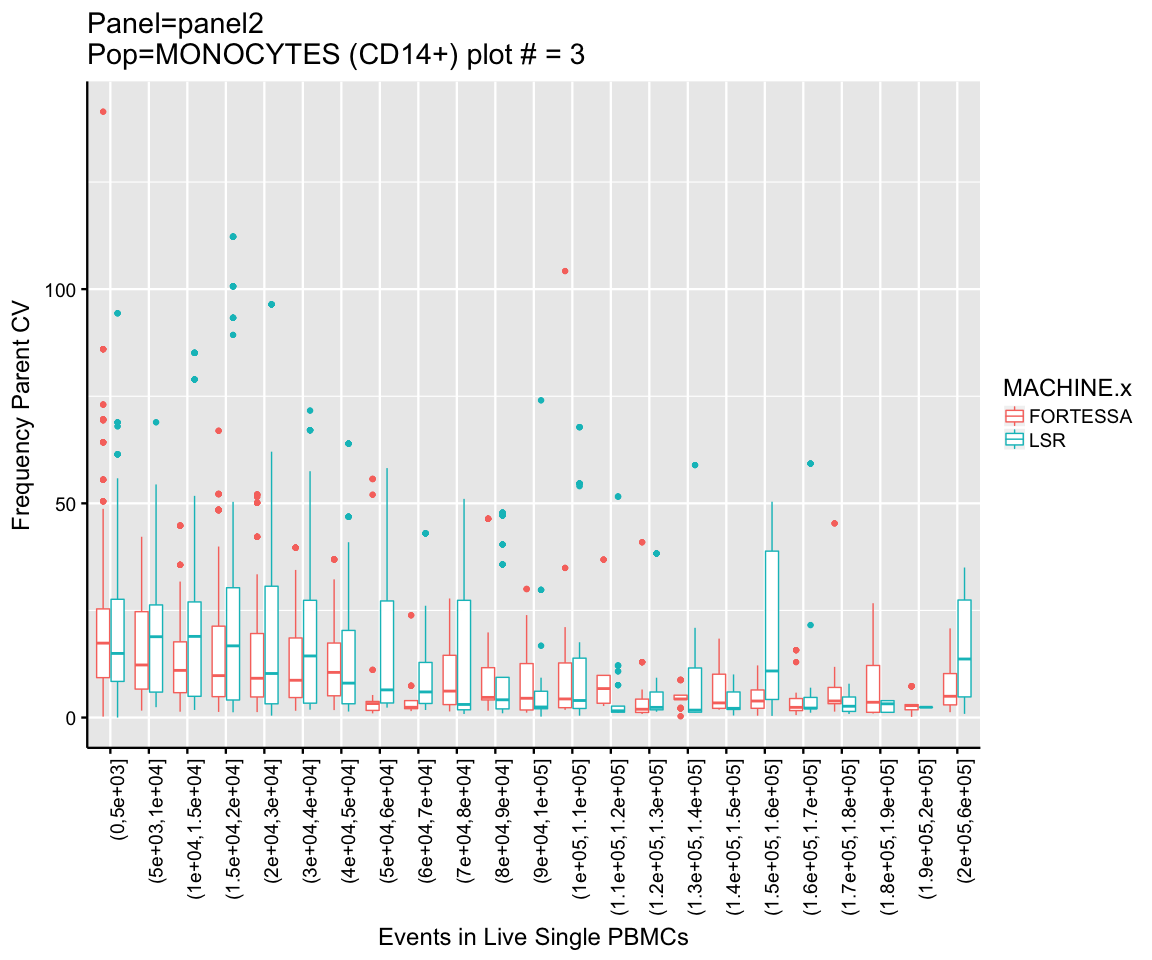 Panel=panel2
Pop=MONOCYTES (CD14+) plot # = 3
Frequency Parent CV
100
50
0
(0,5e+03]
(5e+03,1e+04]
(1e+04,1.5e+04]
(1.5e+04,2e+04]
(2e+04,3e+04]
(3e+04,4e+04]
(4e+04,5e+04]
(5e+04,6e+04]
(6e+04,7e+04]
(7e+04,8e+04]
(8e+04,9e+04]
(9e+04,1e+05]
(1e+05,1.1e+05]
(1.1e+05,1.2e+05]
(1.2e+05,1.3e+05]
(1.3e+05,1.4e+05]
(1.4e+05,1.5e+05]
(1.5e+05,1.6e+05]
(1.6e+05,1.7e+05]
(1.7e+05,1.8e+05]
(1.8e+05,1.9e+05]
(1.9e+05,2e+05]
(2e+05,6e+05]
Events in Live Single PBMCs
MACHINE.x
FORTESSA
LSR